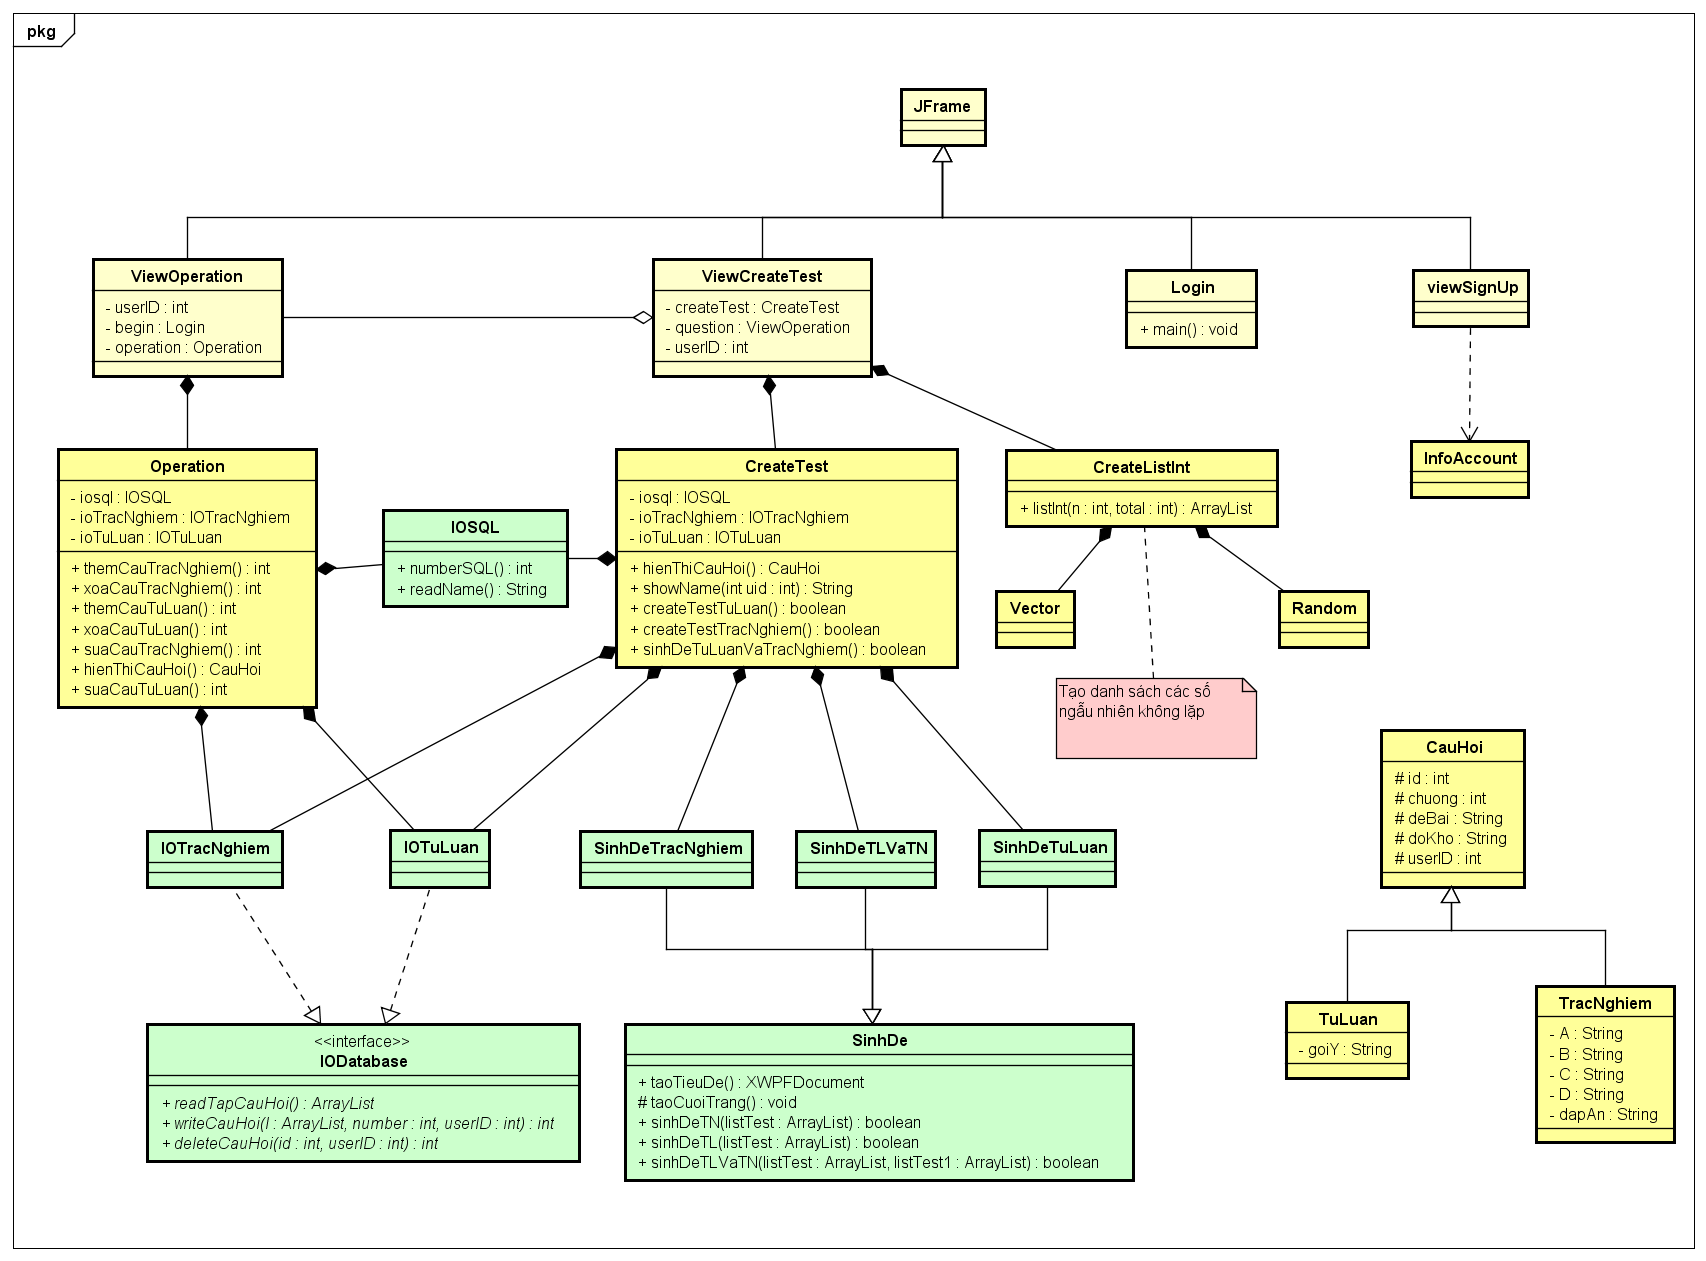 pkg
JFrame
ViewOperation
- userID : int
- begin : Login
- operation : Operation
ViewCreateTest
- createTest : CreateTest
- question : ViewOperation
- userID : int
Login
+ main() : void
viewSignUp
Operation
- iosql : IOSQL
- ioTracNghiem : IOTracNghiem
- ioTuLuan : IOTuLuan
+ themCauTracNghiem() : int
+ xoaCauTracNghiem() : int
+ themCauTuLuan() : int
+ xoaCauTuLuan() : int
+ suaCauTracNghiem() : int
+ hienThiCauHoi() : CauHoi
+ suaCauTuLuan() : int
IOSQL
+ numberSQL() : int
+ readName() : String
CreateTest
- iosql : IOSQL
- ioTracNghiem : IOTracNghiem
- ioTuLuan : IOTuLuan
+ hienThiCauHoi() : CauHoi
+ showName(int uid : int) : String
+ createTestTuLuan() : boolean
+ createTestTracNghiem() : boolean
+ sinhDeTuLuanVaTracNghiem() : boolean
CreateListInt
+ listInt(n : int, total : int) : ArrayList
InfoAccount
Vector
Random
Tạo danh sách các số
ngẫu nhiên không lặp
CauHoi
# id : int
# chuong : int
# deBai : String
# doKho : String
# userID : int
IOTracNghiem
IOTuLuan
SinhDeTracNghiem
SinhDeTLVaTN
SinhDeTuLuan
<<interface>>
IODatabase
+ readTapCauHoi() : ArrayList
+ writeCauHoi(l : ArrayList, number : int, userID : int) : int
+ deleteCauHoi(id : int, userID : int) : int
SinhDe
+ taoTieuDe() : XWPFDocument
# taoCuoiTrang() : void
+ sinhDeTN(listTest : ArrayList) : boolean
+ sinhDeTL(listTest : ArrayList) : boolean
+ sinhDeTLVaTN(listTest : ArrayList, listTest1 : ArrayList) : boolean
TuLuan
- goiY : String
TracNghiem
- A : String
- B : String
- C : String
- D : String
- dapAn : String